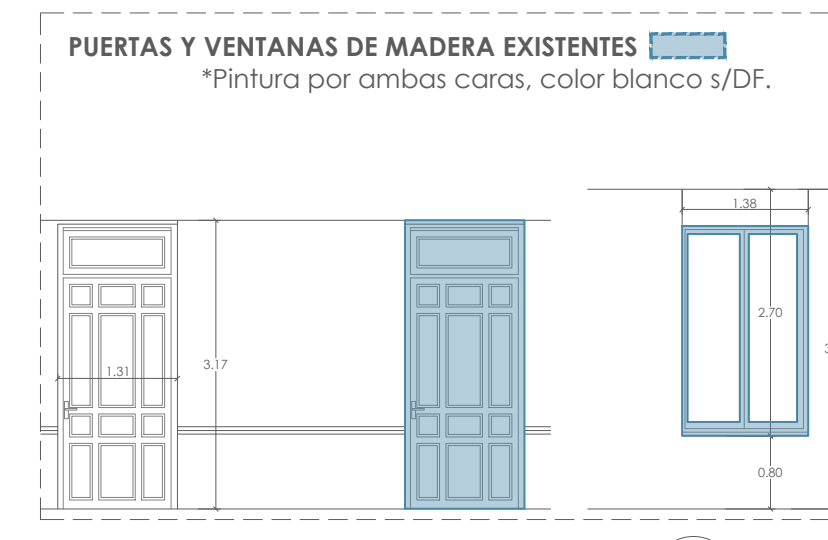 PUERTAS Y VENTANAS DE MADERA EXISTENTES
*Pintura por ambas caras, color blanco s/DF.
1.38
2.70
3.17
1.31
0.80